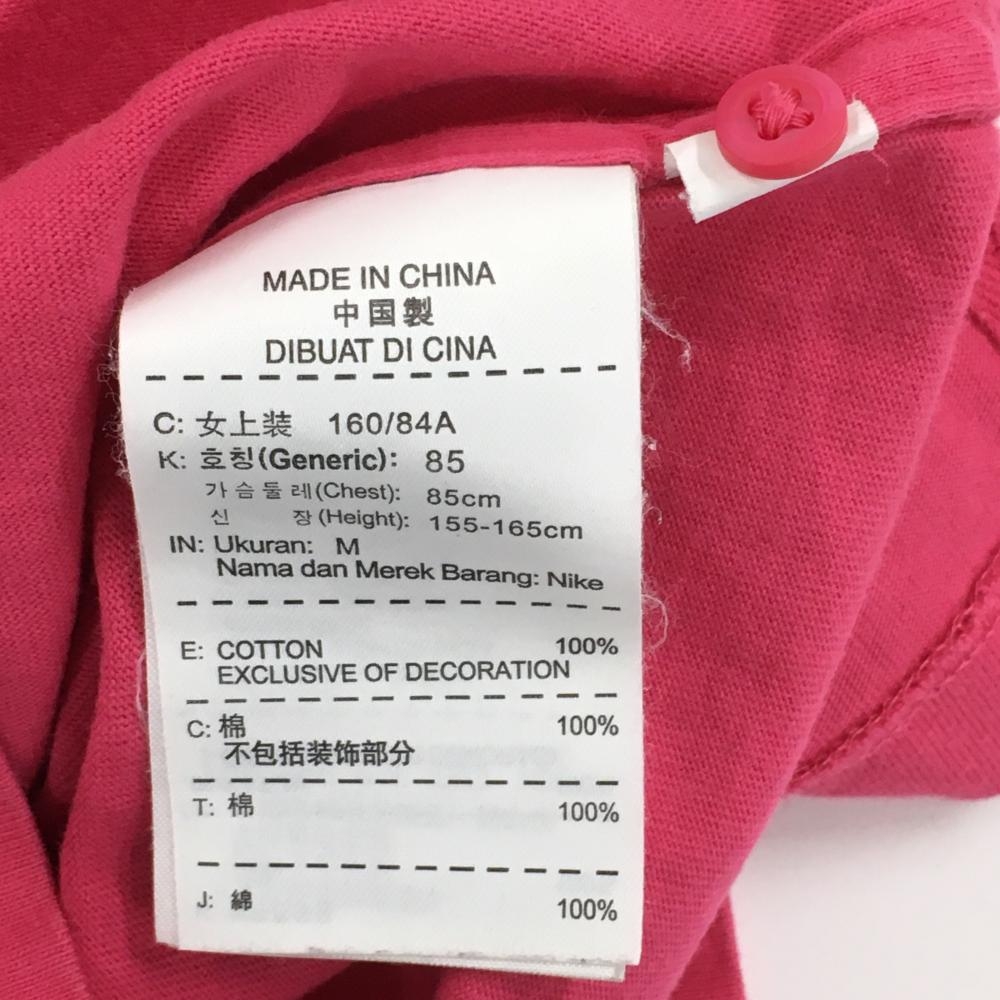 MADE IN CHINA
中国製
DIBUAT DI CINA
C: 女上装 160/84A
K: 호칭(Generic): 85
가슴둘레(Chest): 85cm
신 장(Height): 155-165cm
IN: Ukuran: M
Nama dan Merek Barang: Nike
E: COTTON 100%
EXCLUSIVE OF DECORATION
C: 棉 100%
不包括装饰部分
T: 棉 100%
J: 綿 100%